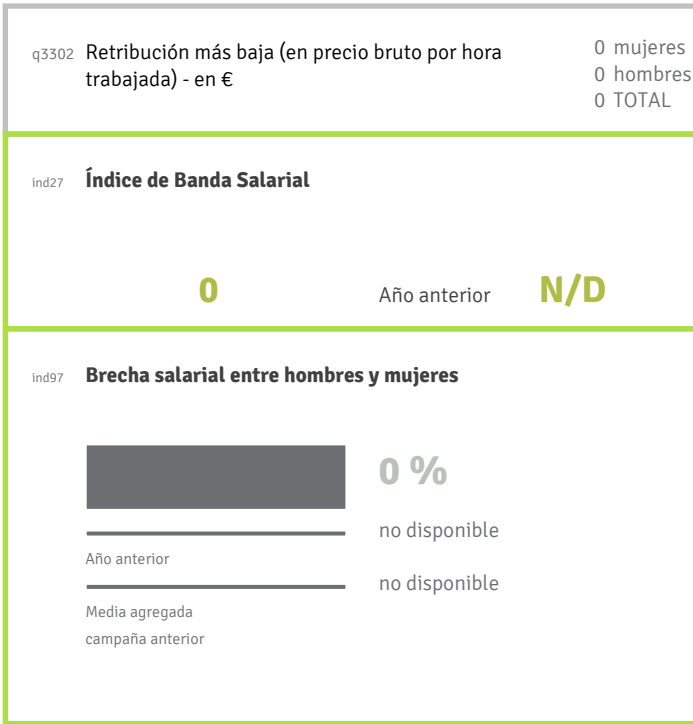 q3302 Retribución más baja (en precio bruto por hora
trabajada) - en €
0 mujeres
0 hombres
0 TOTAL
ind27 Índice de Banda Salarial
0 Año anterior N/D
ind97 Brecha salarial entre hombres y mujeres
0 %
no disponible
Año anterior
no disponible
Media agregada
campaña anterior